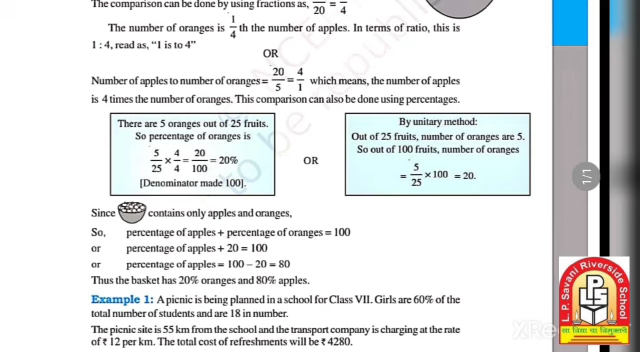 The comparison can be done by using fractions as, 20 = 4
The number of oranges is 1/4 th the number of apples. In terms of ratio, this is
1 : 4, read as, “1 is to 4”
OR
Number of apples to number of oranges = 20/5 = 4/1 which means, the number of apples
is 4 times the number of oranges. This comparison can also be done using percentages.
There are 5 oranges out of 25 fruits.
So percentage of oranges is
5/25 × 4/4 = 20/100 = 20%
[Denominator made 100].
OR
By unitary method:
Out of 25 fruits, number of oranges are 5.
So out of 100 fruits, number of oranges
= 5/25 × 100 = 20.
Since contains only apples and oranges,
So, percentage of apples + percentage of oranges = 100
or percentage of apples + 20 = 100
or percentage of apples = 100 – 20 = 80
Thus the basket has 20% oranges and 80% apples.
Example 1: A picnic is being planned in a school for Class VII. Girls are 60% of the
total number of students and are 18 in number.
The picnic site is 55 km from the school and the transport company is charging at the rate
of ₹ 12 per km. The total cost of refreshments will be ₹ 4280.
1/1
L. P. Savani Riverside School
LPS
सा विद्या या विमुक्तये
to be republi